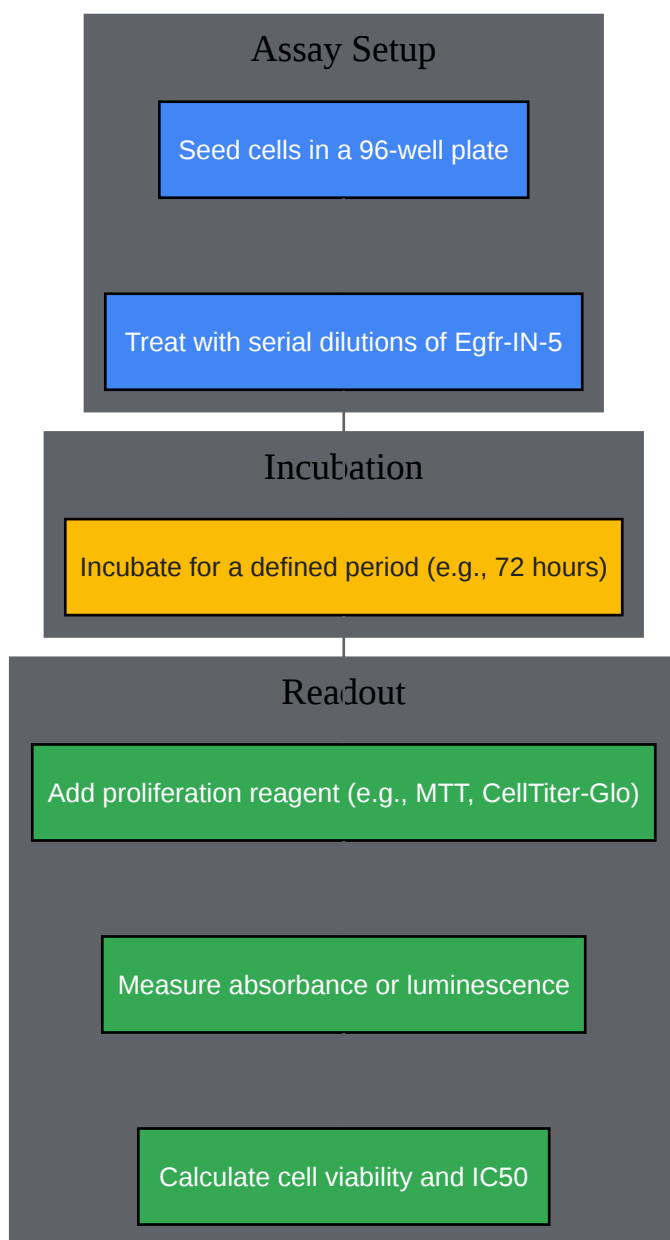 Assay Setup
Seed cells in a 96-well plate
Treat with serial dilutions of Egfr-IN-5
Incubation
Incubate for a defined period (e.g., 72 hours)
Readout
Add proliferation reagent (e.g., MTT, CellTiter-Glo)
Measure absorbance or luminescence
Calculate cell viability and IC50